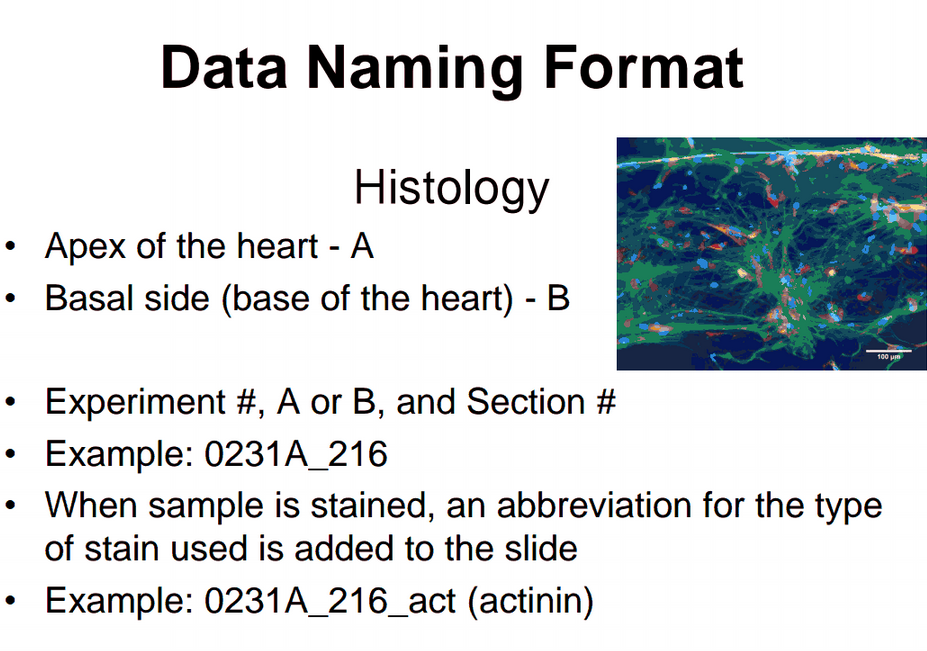 Data Naming Format
Histology
• Apex of the heart - A
• Basal side (base of the heart) - B
100 µm
• Experiment #, A or B, and Section #
• Example: 0231A_216
• When sample is stained, an abbreviation for the type
of stain used is added to the slide
• Example: 0231A_216_act (actinin)